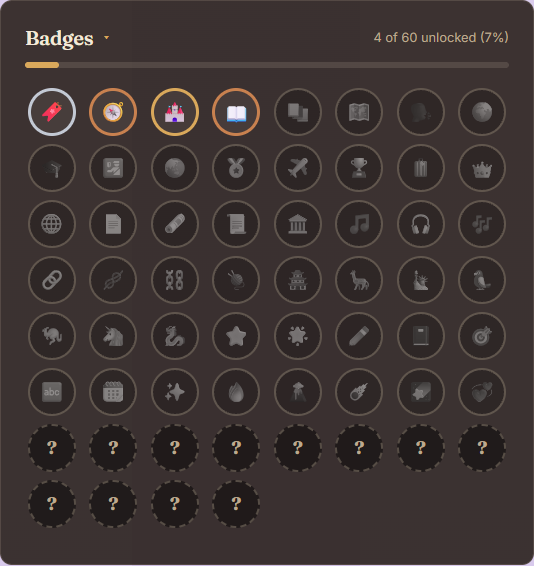 Badges
4 of 60 unlocked (7%)
abc
? ? ? ? ? ? ? ?
? ? ? ?